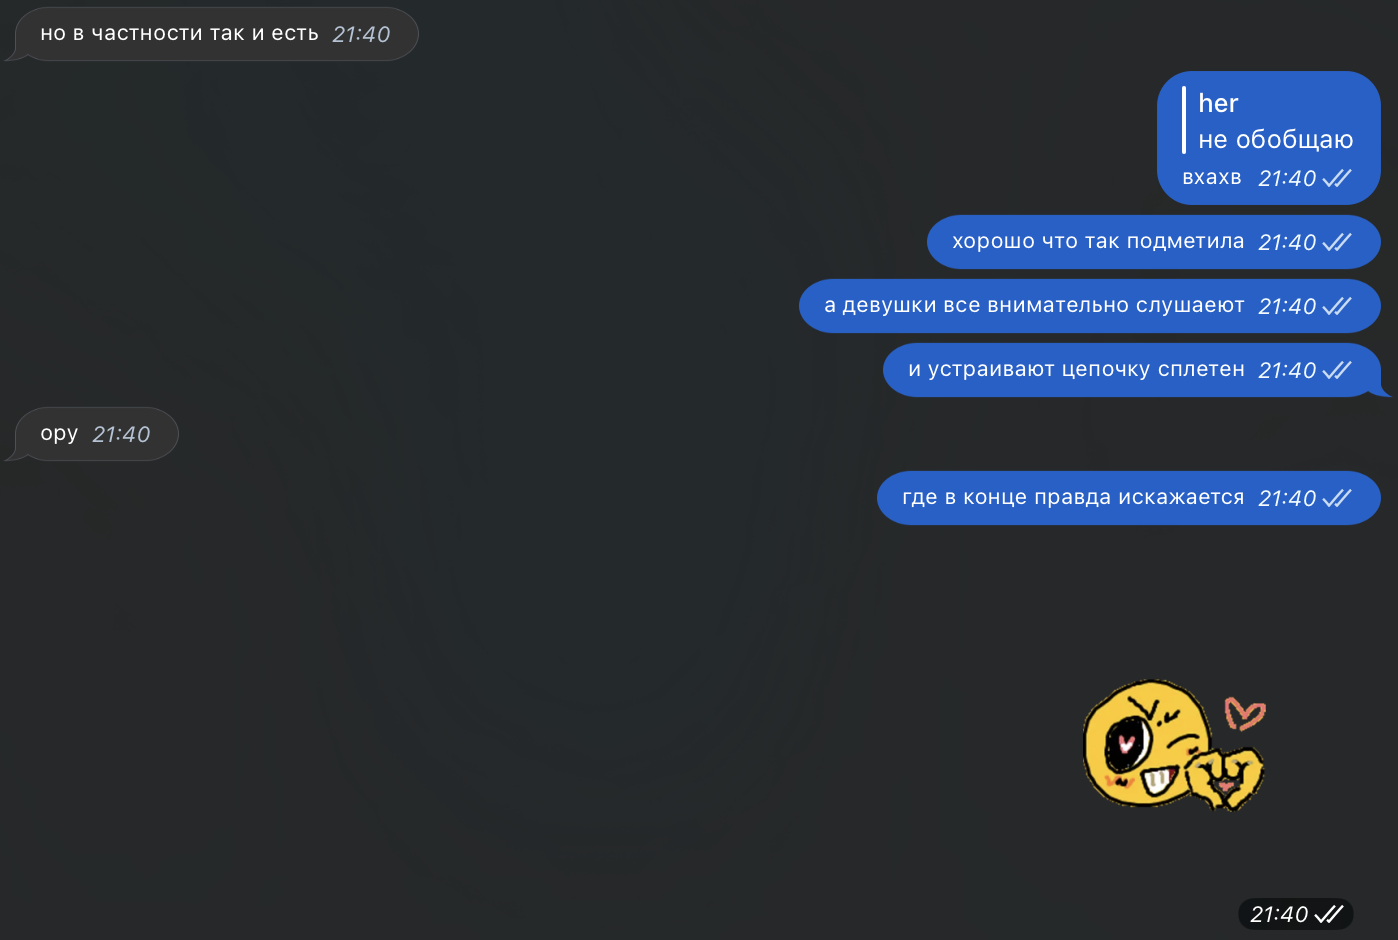 но в частности так и есть 21:40
her
не обобщаю
вхахв 21:40
хорошо что так подметила 21:40
а девушки все внимательно слушаеют 21:40
и устраивают цепочку сплетен 21:40
ору 21:40
где в конце правда искажается 21:40
21:40